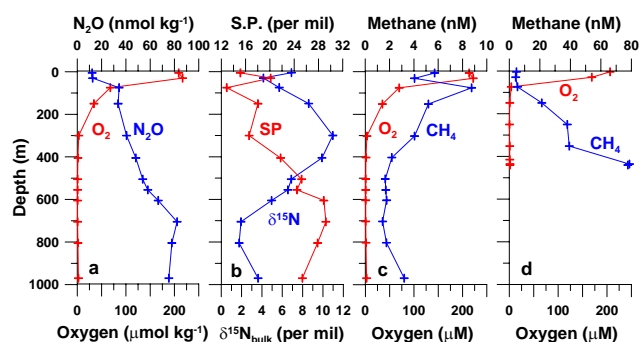 N₂O (nmol kg⁻¹) S.P. (per mil) Methane (nM) Methane (nM)
0 20 40 60 80 100 12 16 20 24 28 32 0 2 4 6 8 10 0 20 40 60 80
0
200
400
600
800
1000
Depth (m)
O₂ N₂O SP δ¹⁵N O₂ CH₄ O₂ CH₄
a b c d
0 100 200 0 2 4 6 8 10 12 0 100 200 0 100 200
Oxygen (μmol kg⁻¹) δ¹⁵N_bulk (per mil) Oxygen (μM) Oxygen (μM)